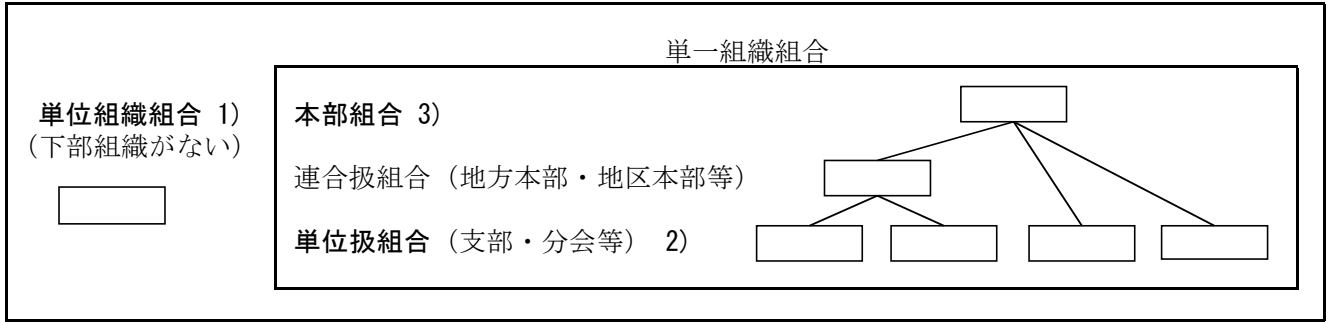 単一組織組合
単位組織組合 1)
(下部組織がない)
本部組合 3)
連合扱組合 (地方本部・地区本部等)
単位扱組合 (支部・分会等) 2)